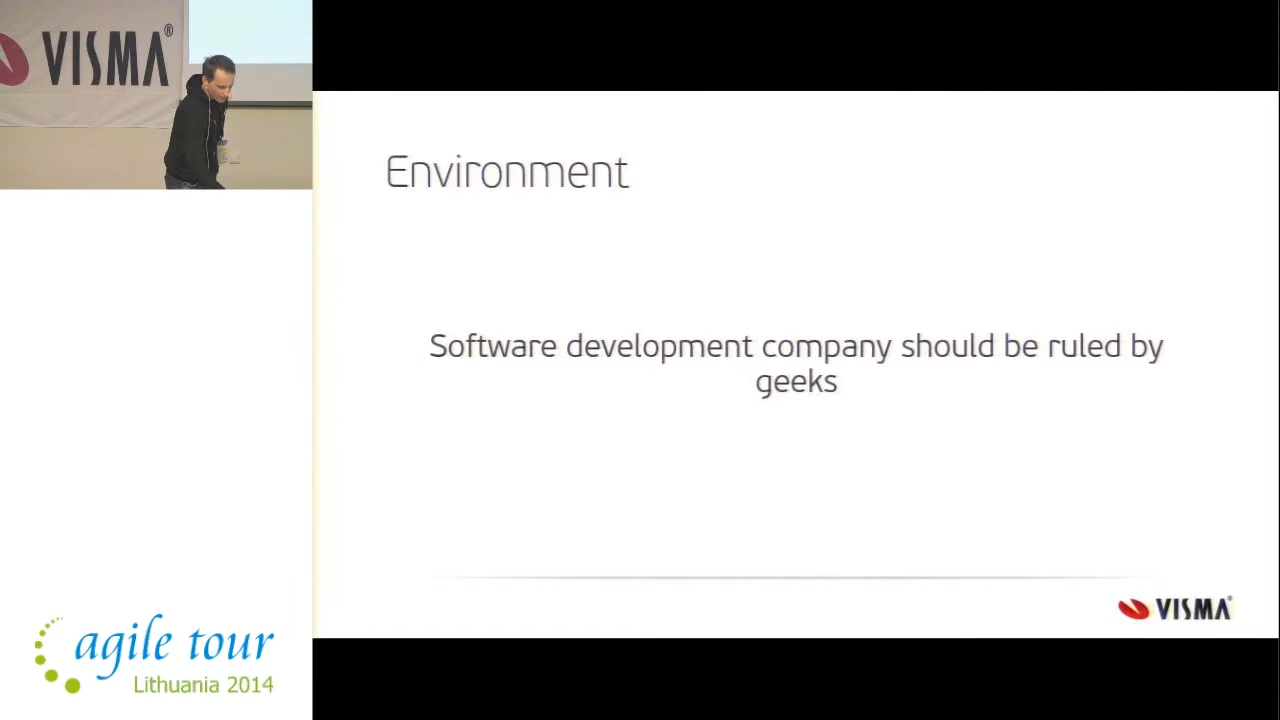 VISMA®
Environment
Software development company should be ruled by
geeks
VISMA®
agile tour
Lithuania 2014